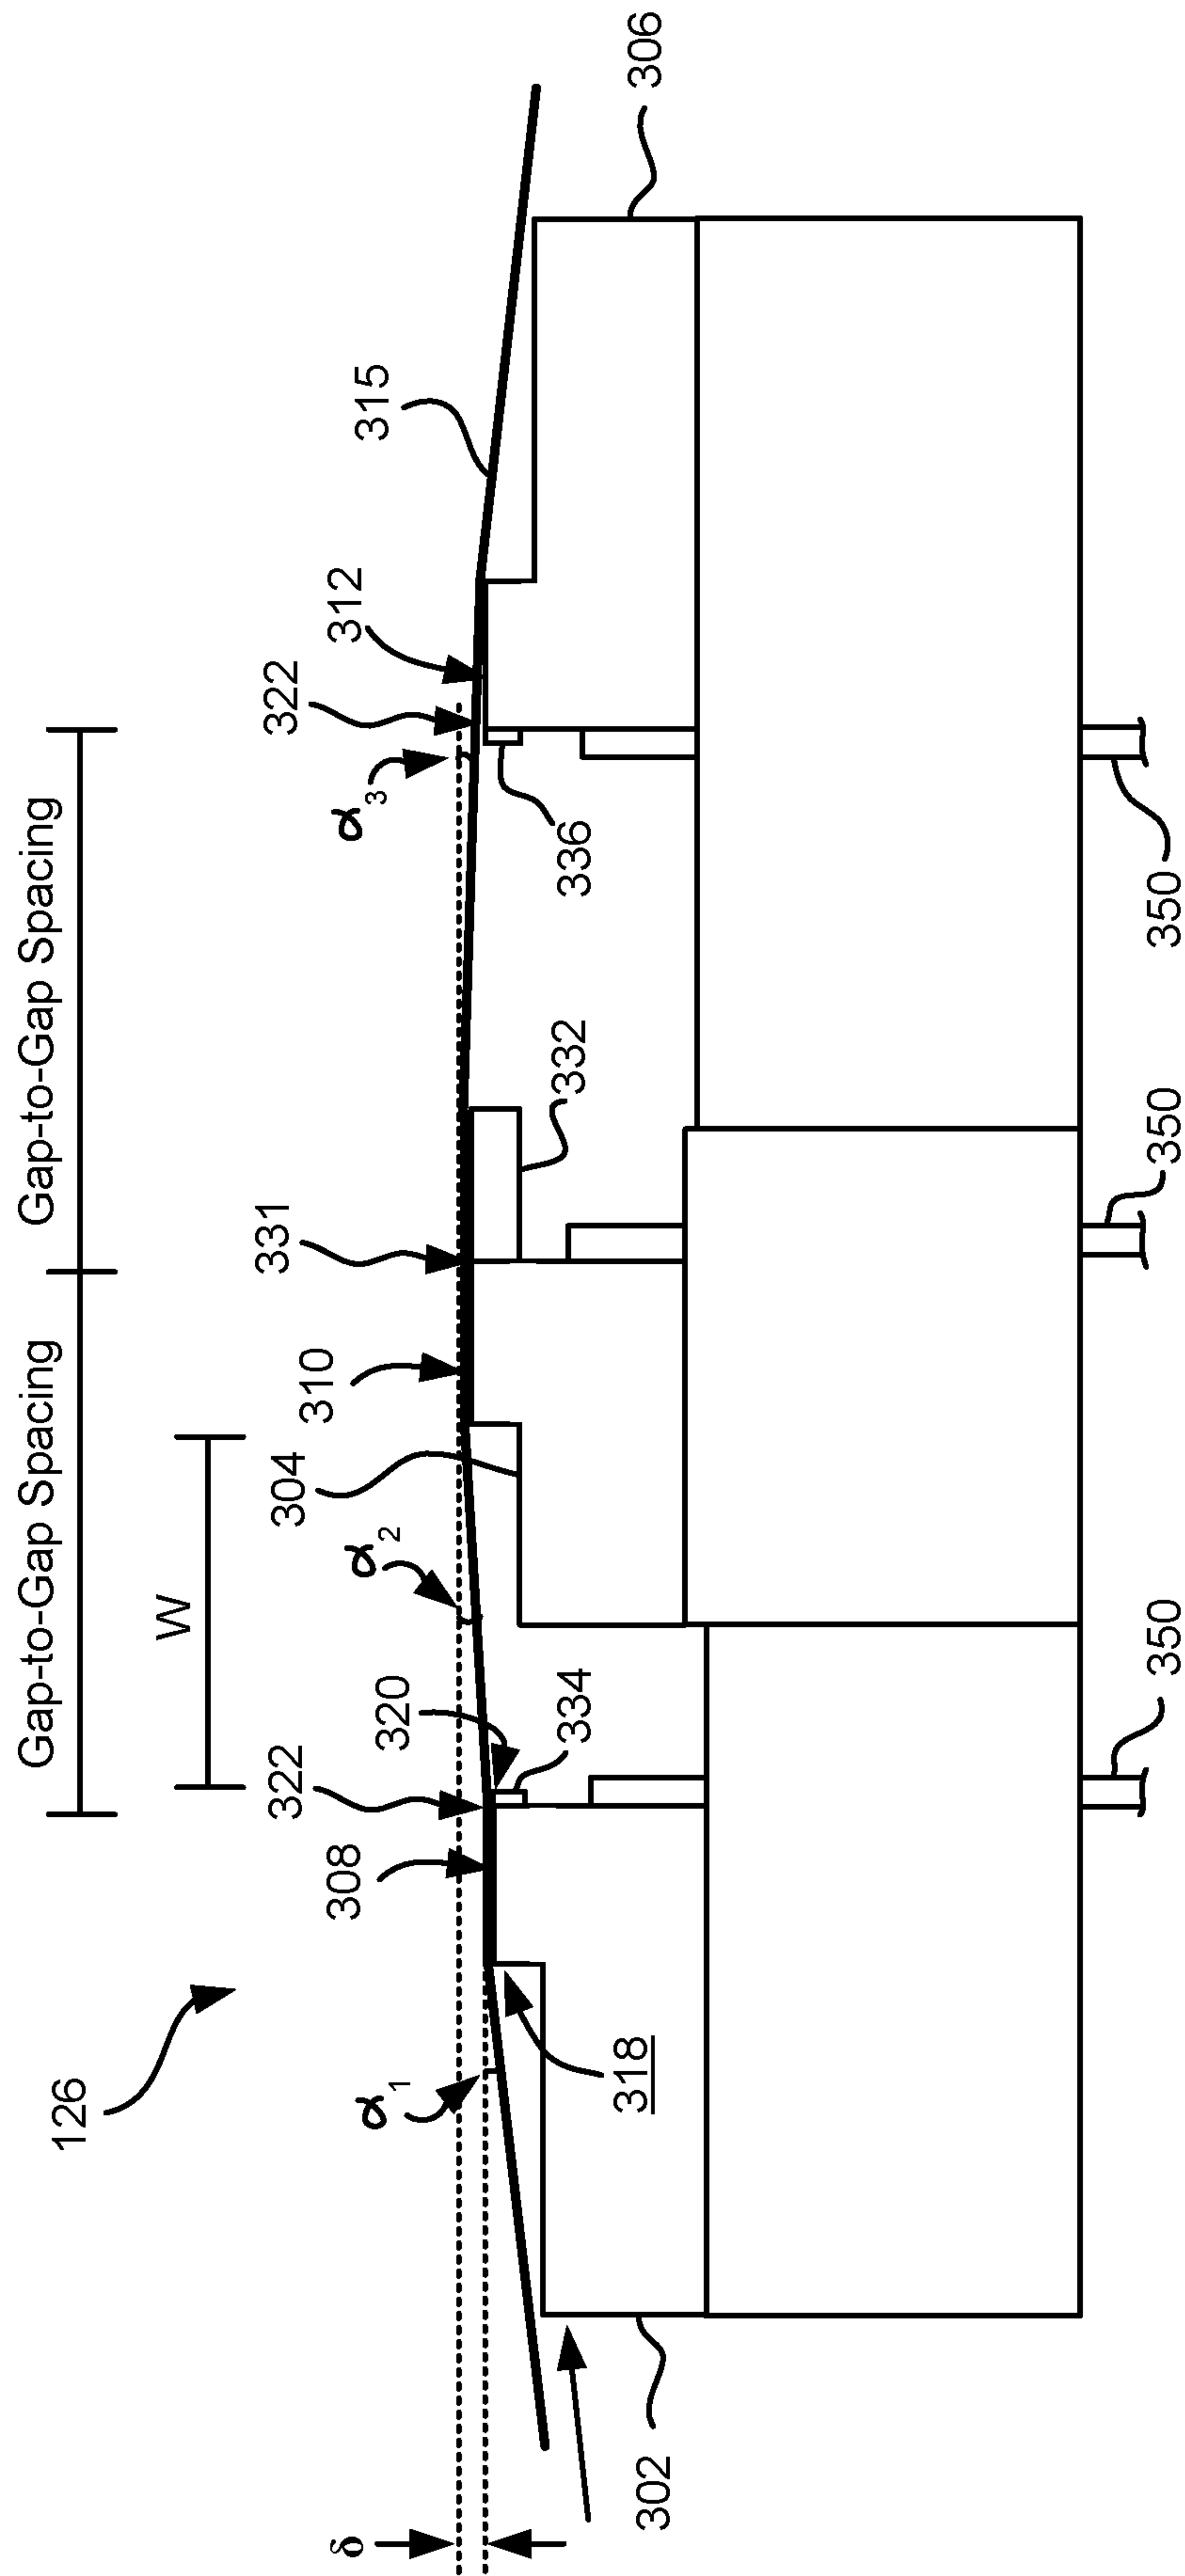 Gap-to-Gap Spacing
Gap-to-Gap Spacing
W
126
δ
α1
308
322
320
α2
304
310
331
α3
322
312
315
318
334
332
336
302
306
350
350
350